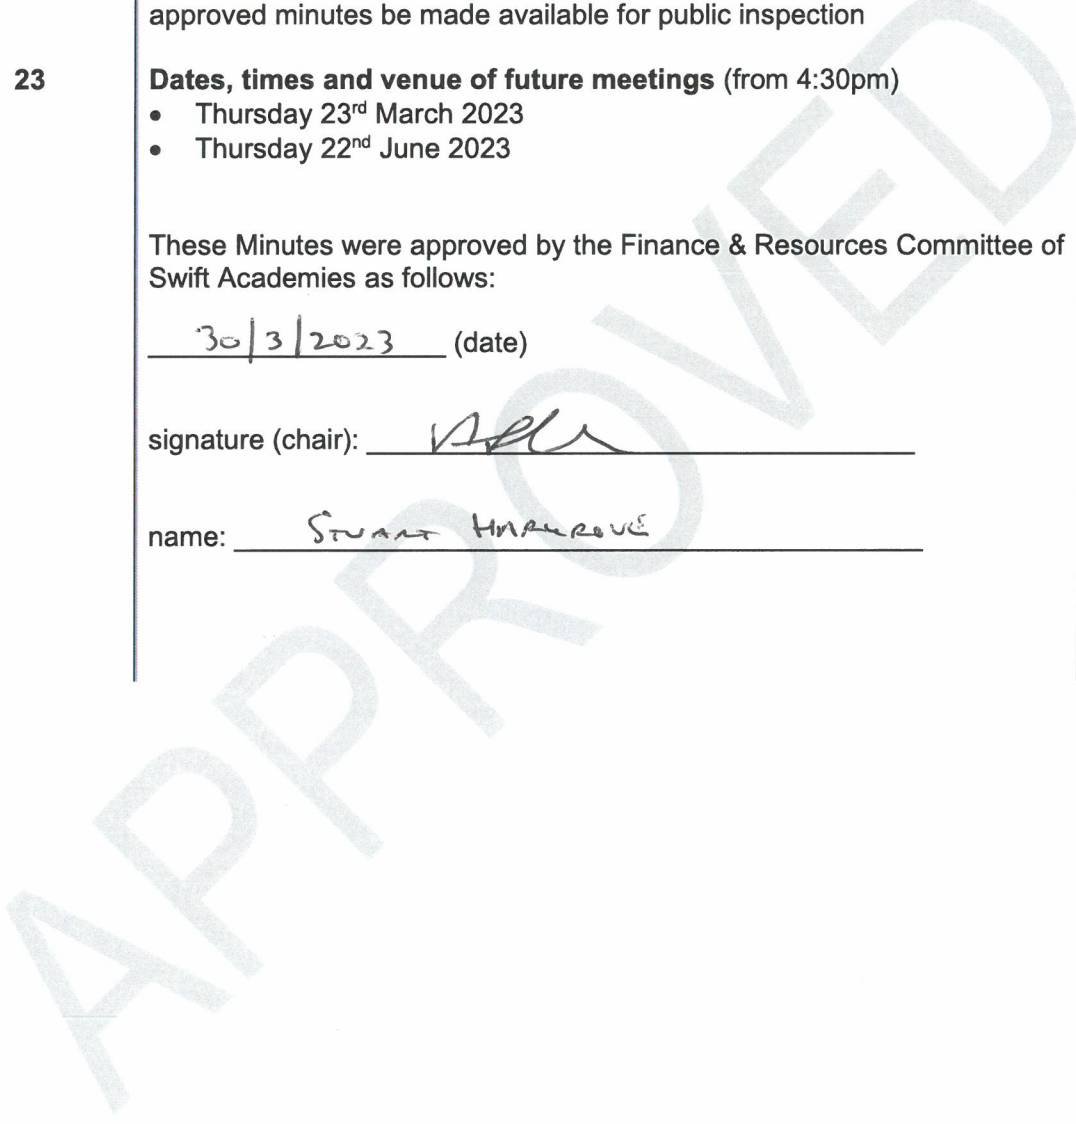 approved minutes be made available for public inspection
23 Dates, times and venue of future meetings (from 4:30pm)
• Thursday 23rd March 2023
• Thursday 22nd June 2023
These Minutes were approved by the Finance & Resources Committee of
Swift Academies as follows:
30/3/2023 (date)
signature (chair):
name: STUART HARGROVE
APPROVED